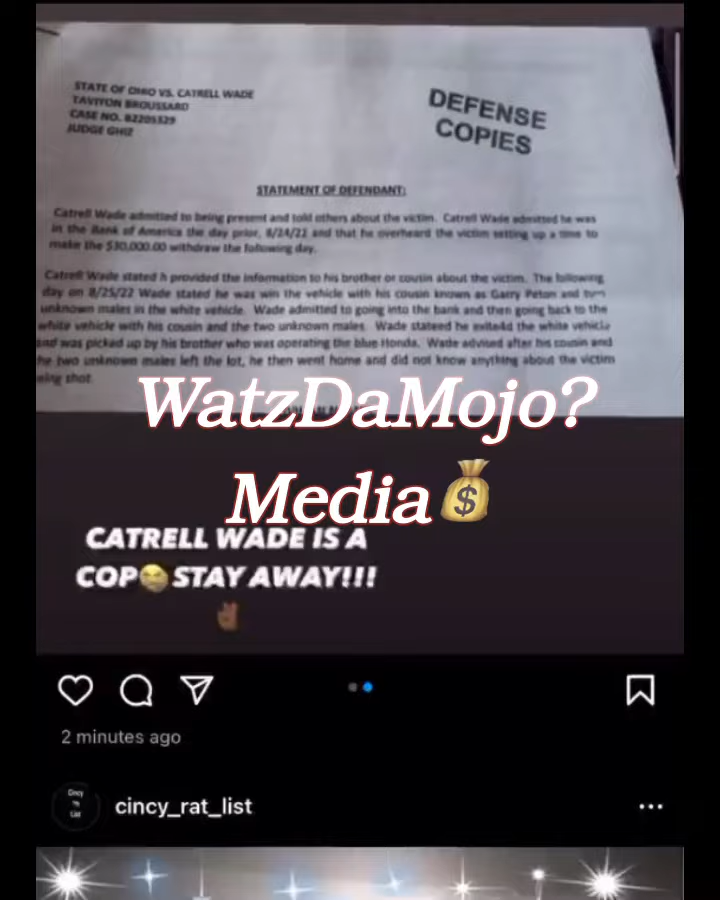 STATE OF OHIO VS. CATRELL WADE
TAVIYON BROUSSARD
CASE NO. B2205329
JUDGE GHIZ
DEFENSE
COPIES
STATEMENT OF DEFENDANT:
Catrell Wade admitted to being present and told others about the victim. Catrell Wade admitted he was
in the Bank of America the day prior, 8/24/22 and that he overheard the victim setting up a time to
make the $30,000.00 withdraw the following day.
Catrell Wade stated h provided the information to his brother or cousin about the victim. The following
day on 8/25/22 Wade stated he was win the vehicle with his cousin known as Garry Peton and two
unknown males in the white vehicle. Wade admitted to going into the bank and then going back to the
white vehicle with his cousin and the two unknown males. Wade stateed he exite4d the white vehicle
and was picked up by his brother who was operating the blue Honda. Wade advised after his cousin and
he two unknown males left the lot, he then went home and did not know anything about the victim
eing shot
WatzDaMojo?
Media💰
CATRELL WADE IS A
COP😂STAY AWAY!!!
✌🏾
2 minutes ago
Cincy
List
cincy_rat_list